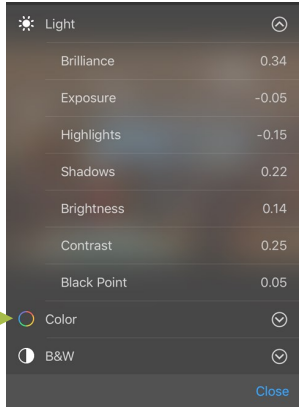 Light
Brilliance 0.34
Exposure -0.05
Highlights -0.15
Shadows 0.22
Brightness 0.14
Contrast 0.25
Black Point 0.05
Color
B&W
Close